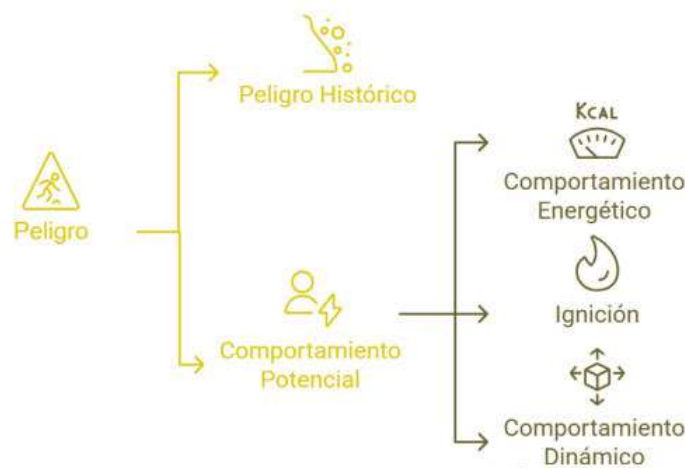 Peligro
Peligro Histórico
Comportamiento
Potencial
KCAL
Comportamiento
Energético
Ignición
Comportamiento
Dinámico